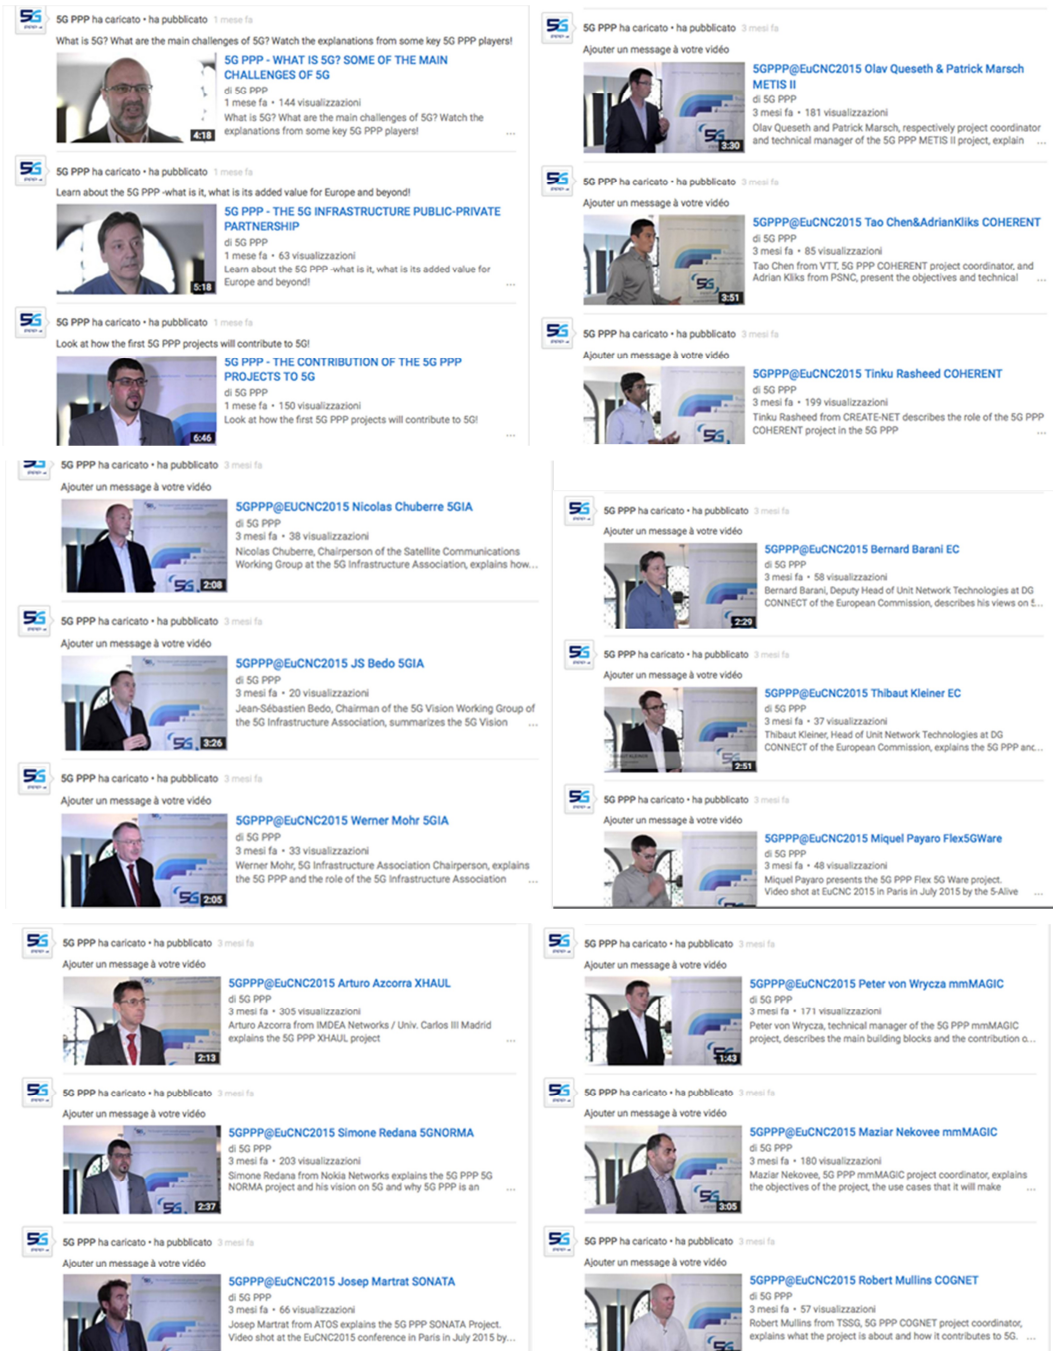 5G PPP ha caricato • ha pubblicato 1 mese fa
What is 5G? What are the main challenges of 5G? Watch the explanations from some key 5G PPP players!
5G PPP - WHAT IS 5G? SOME OF THE MAIN
CHALLENGES OF 5G
di 5G PPP
1 mese fa • 144 visualizzazioni
What is 5G? What are the main challenges of 5G? Watch the
explanations from some key 5G PPP players!
...
4:18
5G PPP ha caricato • ha pubblicato 1 mese fa
Learn about the 5G PPP -what is it, what is its added value for Europe and beyond!
5G PPP - THE 5G INFRASTRUCTURE PUBLIC-PRIVATE
PARTNERSHIP
di 5G PPP
1 mese fa • 63 visualizzazioni
Learn about the 5G PPP -what is it, what is its added value for
Europe and beyond!
...
5:18
5G PPP ha caricato • ha pubblicato 1 mese fa
Look at how the first 5G PPP projects will contribute to 5G!
5G PPP - THE CONTRIBUTION OF THE 5G PPP
PROJECTS TO 5G
di 5G PPP
1 mese fa • 150 visualizzazioni
Look at how the first 5G PPP projects will contribute to 5G!
...
6:46
5G PPP ha caricato • ha pubblicato 3 mesi fa
Ajouter un message à votre vidéo
5GPPP@EuCNC2015 Olav Queseth & Patrick Marsch
METIS II
di 5G PPP
3 mesi fa • 181 visualizzazioni
Olav Queseth and Patrick Marsch, respectively project coordinator
and technical manager of the 5G PPP METIS II project, explain ...
3:30
5G PPP ha caricato • ha pubblicato 3 mesi fa
Ajouter un message à votre vidéo
5GPPP@EuCNC2015 Tao Chen&AdrianKliks COHERENT
di 5G PPP
3 mesi fa • 85 visualizzazioni
Tao Chen from VTT, 5G PPP COHERENT project coordinator, and
Adrian Kliks from PSNC, present the objectives and technical ...
3:51
5G PPP ha caricato • ha pubblicato 3 mesi fa
Ajouter un message à votre vidéo
5GPPP@EuCNC2015 Tinku Rasheed COHERENT
di 5G PPP
3 mesi fa • 199 visualizzazioni
Tinku Rasheed from CREATE-NET describes the role of the 5G PPP
COHERENT project in the 5G PPP ...
5G PPP ha caricato • ha pubblicato 3 mesi fa
Ajouter un message à votre vidéo
5GPPP@EUCNC2015 Nicolas Chuberre 5GIA
di 5G PPP
3 mesi fa • 38 visualizzazioni
Nicolas Chuberre, Chairperson of the Satellite Communications
Working Group at the 5G Infrastructure Association, explains how...
2:08
5G PPP ha caricato • ha pubblicato 3 mesi fa
Ajouter un message à votre vidéo
5GPPP@EuCNC2015 JS Bedo 5GIA
di 5G PPP
3 mesi fa • 20 visualizzazioni
Jean-Sébastien Bedo, Chairman of the 5G Vision Working Group of
the 5G Infrastructure Association, summarizes the 5G Vision ...
3:26
5G PPP ha caricato • ha pubblicato 3 mesi fa
Ajouter un message à votre vidéo
5GPPP@EuCNC2015 Werner Mohr 5GIA
di 5G PPP
3 mesi fa • 33 visualizzazioni
Werner Mohr, 5G Infrastructure Association Chairperson, explains
the 5G PPP and the role of the 5G Infrastructure Association ...
2:05
5G PPP ha caricato • ha pubblicato 3 mesi fa
Ajouter un message à votre vidéo
5GPPP@EuCNC2015 Bernard Barani EC
di 5G PPP
3 mesi fa • 58 visualizzazioni
Bernard Barani, Deputy Head of Unit Network Technologies at DG
CONNECT of the European Commission, describes his views on 5...
2:29
5G PPP ha caricato • ha pubblicato 3 mesi fa
Ajouter un message à votre vidéo
5GPPP@EuCNC2015 Thibaut Kleiner EC
di 5G PPP
3 mesi fa • 37 visualizzazioni
Thibaut Kleiner, Head of Unit Network Technologies at DG
CONNECT of the European Commission, explains the 5G PPP and...
2:51
5G PPP ha caricato • ha pubblicato 3 mesi fa
Ajouter un message à votre vidéo
5GPPP@EuCNC2015 Miquel Payaro Flex5GWare
di 5G PPP
3 mesi fa • 48 visualizzazioni
Miquel Payaro presents the 5G PPP Flex 5G Ware project.
Video shot at EuCNC 2015 in Paris in July 2015 by the 5-Alive ...
5G PPP ha caricato • ha pubblicato 3 mesi fa
Ajouter un message à votre vidéo
5GPPP@EuCNC2015 Arturo Azcorra XHAUL
di 5G PPP
3 mesi fa • 305 visualizzazioni
Arturo Azcorra from IMDEA Networks / Univ. Carlos III Madrid
explains the 5G PPP XHAUL project ...
2:13
5G PPP ha caricato • ha pubblicato 3 mesi fa
Ajouter un message à votre vidéo
5GPPP@EuCNC2015 Simone Redana 5GNORMA
di 5G PPP
3 mesi fa • 203 visualizzazioni
Simone Redana from Nokia Networks explains the 5G PPP 5G
NORMA project and his vision on 5G and why 5G PPP is an ...
2:37
5G PPP ha caricato • ha pubblicato 3 mesi fa
Ajouter un message à votre vidéo
5GPPP@EuCNC2015 Josep Martrat SONATA
di 5G PPP
3 mesi fa • 66 visualizzazioni
Josep Martrat from ATOS explains the 5G PPP SONATA Project.
Video shot at the EuCNC2015 conference in Paris in July 2015 by...
5G PPP ha caricato • ha pubblicato 3 mesi fa
Ajouter un message à votre vidéo
5GPPP@EuCNC2015 Peter von Wrycza mmMAGIC
di 5G PPP
3 mesi fa • 171 visualizzazioni
Peter von Wrycza, technical manager of the 5G PPP mmMAGIC
project, describes the main building blocks and the contribution o...
1:43
5G PPP ha caricato • ha pubblicato 3 mesi fa
Ajouter un message à votre vidéo
5GPPP@EuCNC2015 Maziar Nekovee mmMAGIC
di 5G PPP
3 mesi fa • 180 visualizzazioni
Maziar Nekovee, 5G PPP mmMAGIC project coordinator, explains
the objectives of the project, the use cases that it will make ...
3:05
5G PPP ha caricato • ha pubblicato 3 mesi fa
Ajouter un message à votre vidéo
5GPPP@EuCNC2015 Robert Mullins COGNET
di 5G PPP
3 mesi fa • 57 visualizzazioni
Robert Mullins from TSSG, 5G PPP COGNET project coordinator,
explains what the project is about and how it contributes to 5G. ...